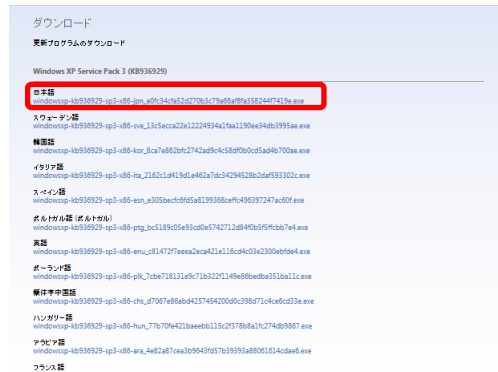 ダウンロード
更新プログラムのダウンロード
Windows XP Service Pack 3 (KB936929)
日本語
windowsxp-kb936929-sp3-x86-jpn_e0fc34cfa52d270b3c79a68af8fa358244f7419e.exe
スウェーデン語
windowsxp-kb936929-sp3-x86-sve_13c5ecca22e12224934a1faa1190ee34db3995ae.exe
韓国語
windowsxp-kb936929-sp3-x86-kor_8ca7e862bfc2742ad9c4c58df0b0cd5ad4b700ae.exe
イタリア語
windowsxp-kb936929-sp3-x86-ita_2162c1d419d1e462a7dc34294528b2daf593302c.exe
スペイン語
windowsxp-kb936929-sp3-x86-esn_e305becfc6fd5a8199368ceffc496397247ac60f.exe
ポルトガル語 (ポルトガル)
windowsxp-kb936929-sp3-x86-ptg_bc5189c05e93cd0e5742712d84f0b5f5ffcbb7e4.exe
英語
windowsxp-kb936929-sp3-x86-enu_c81472f7eeea2eca421e116cd4c03e2300ebfde4.exe
ポーランド語
windowsxp-kb936929-sp3-x86-plk_7cbe718131e9c71b322f1149e86bedba351ba11c.exe
簡体字中国語
windowsxp-kb936929-sp3-x86-chs_d7067e86abd4257454200d0c398d71c4ce6cd33e.exe
ハンガリー語
windowsxp-kb936929-sp3-x86-hun_77b70fe421baeebb115c2f378b8a1fc274db9867.exe
アラビア語
windowsxp-kb936929-sp3-x86-ara_4e82a87cea3b9643fd57b39393a88061614cdae6.exe
フランス語